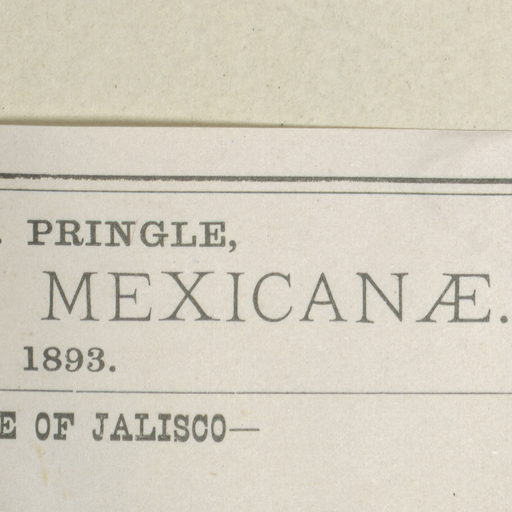 . PRINGLE,
MEXICANÆ.
1893.
E OF JALISCO—